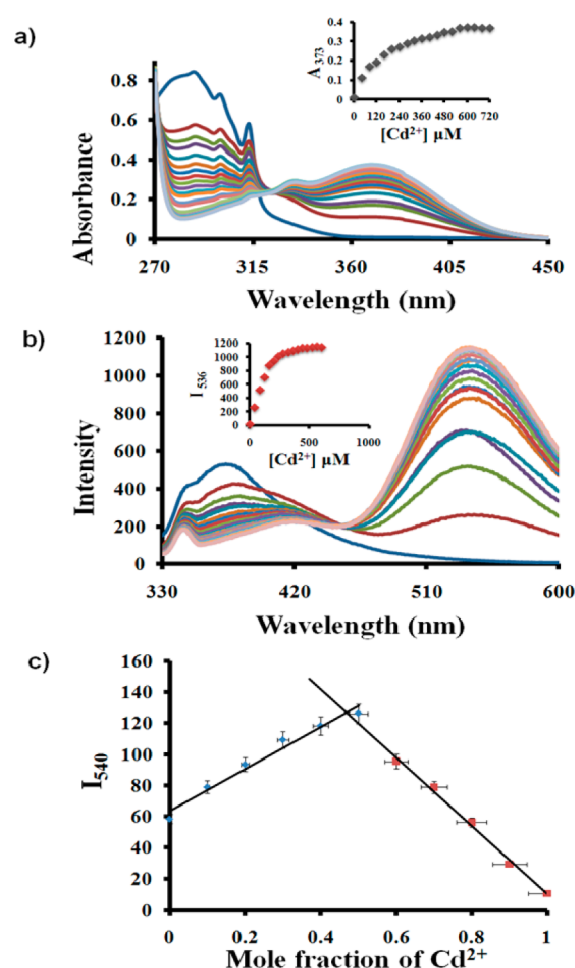 a)
0.8
0.6
0.4
0.2
0
Absorbance
270 315 360 405 450
Wavelength (nm)
0.4
0.3
0.2
0.1
0
A373
0 120 240 360 480 600 720
[Cd2+] µM
b)
1200
1000
800
600
400
200
0
Intensity
330 420 510 600
Wavelength (nm)
1200
1000
800
600
400
200
0
I536
0 500 1000
[Cd2+] µM
c)
160
140
120
100
80
60
40
20
0
I540
0 0.2 0.4 0.6 0.8 1
Mole fraction of Cd2+